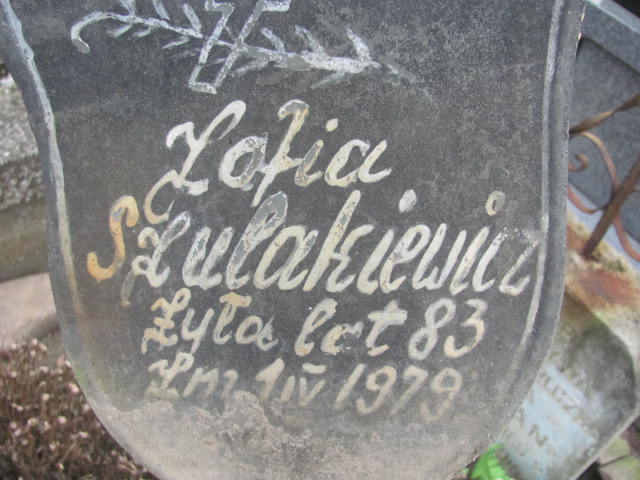 Zofia
Szulakiewicz
Żyła lat 83
Zm. 1 IV 1979